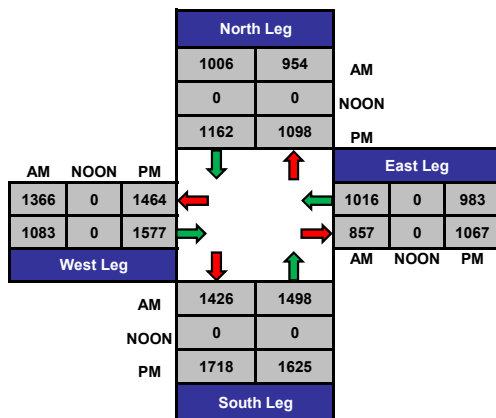 North Leg
1006 954 AM
0 0 NOON
1162 1098 PM
AM NOON PM East Leg
1366 0 1464 1016 0 983
1083 0 1577 857 0 1067
West Leg AM NOON PM
AM 1426 1498
NOON 0 0
PM 1718 1625
South Leg